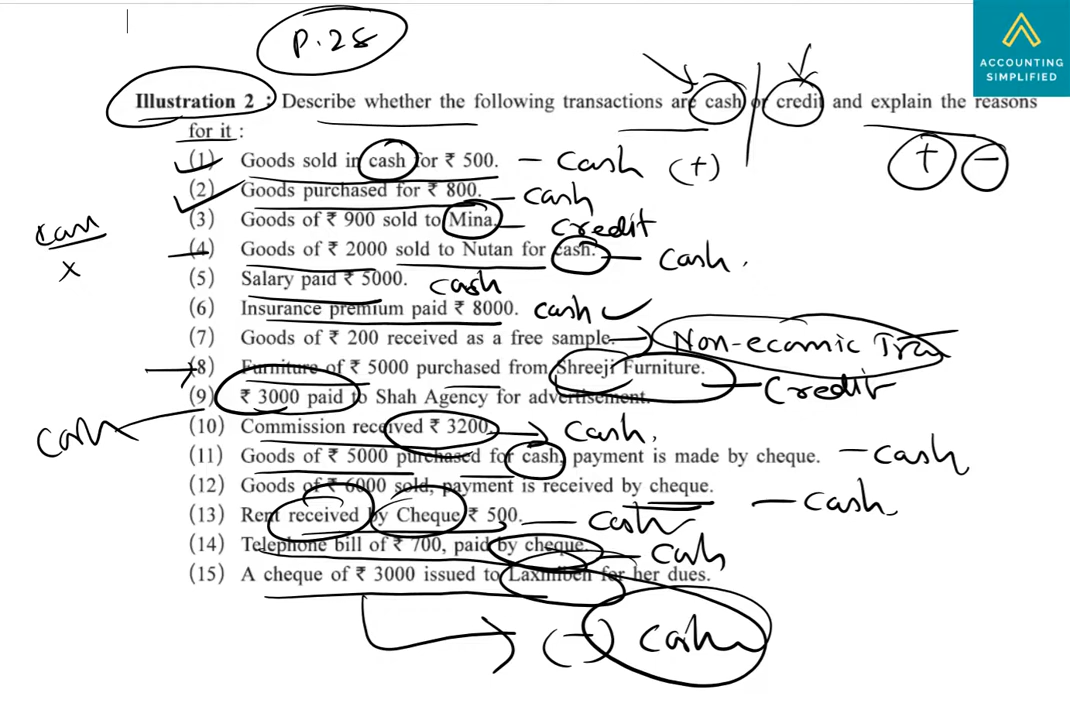 P.28
ACCOUNTING
SIMPLIFIED
Illustration 2 : Describe whether the following transactions are cash or credit and explain the reasons
for it :
+ -
(1) Goods sold in cash for ₹ 500. - Cash (+)
(2) Goods purchased for ₹ 800. - cash
(3) Goods of ₹ 900 sold to Mina. - Credit
(4) Goods of ₹ 2000 sold to Nutan for cash. - Cash.
x
(5) Salary paid ₹ 5000. cash
(6) Insurance premium paid ₹ 8000. cash ✓
(7) Goods of ₹ 200 received as a free sample. → Non-ecomic Tra
(8) Furniture of ₹ 5000 purchased from Shreeji Furniture. - Credit
(9) ₹ 3000 paid to Shah Agency for advertisement.
Cash
(10) Commission received ₹ 3200. → Cash.
(11) Goods of ₹ 5000 purchased for cash, payment is made by cheque. - cash
(12) Goods of ₹ 6000 sold, payment is received by cheque. - cash
(13) Rent received by Cheque ₹ 500. - Cash
(14) Telephone bill of ₹ 700, paid by cheque. - Cash
(15) A cheque of ₹ 3000 issued to Laxmiben for her dues.
(-) Cash